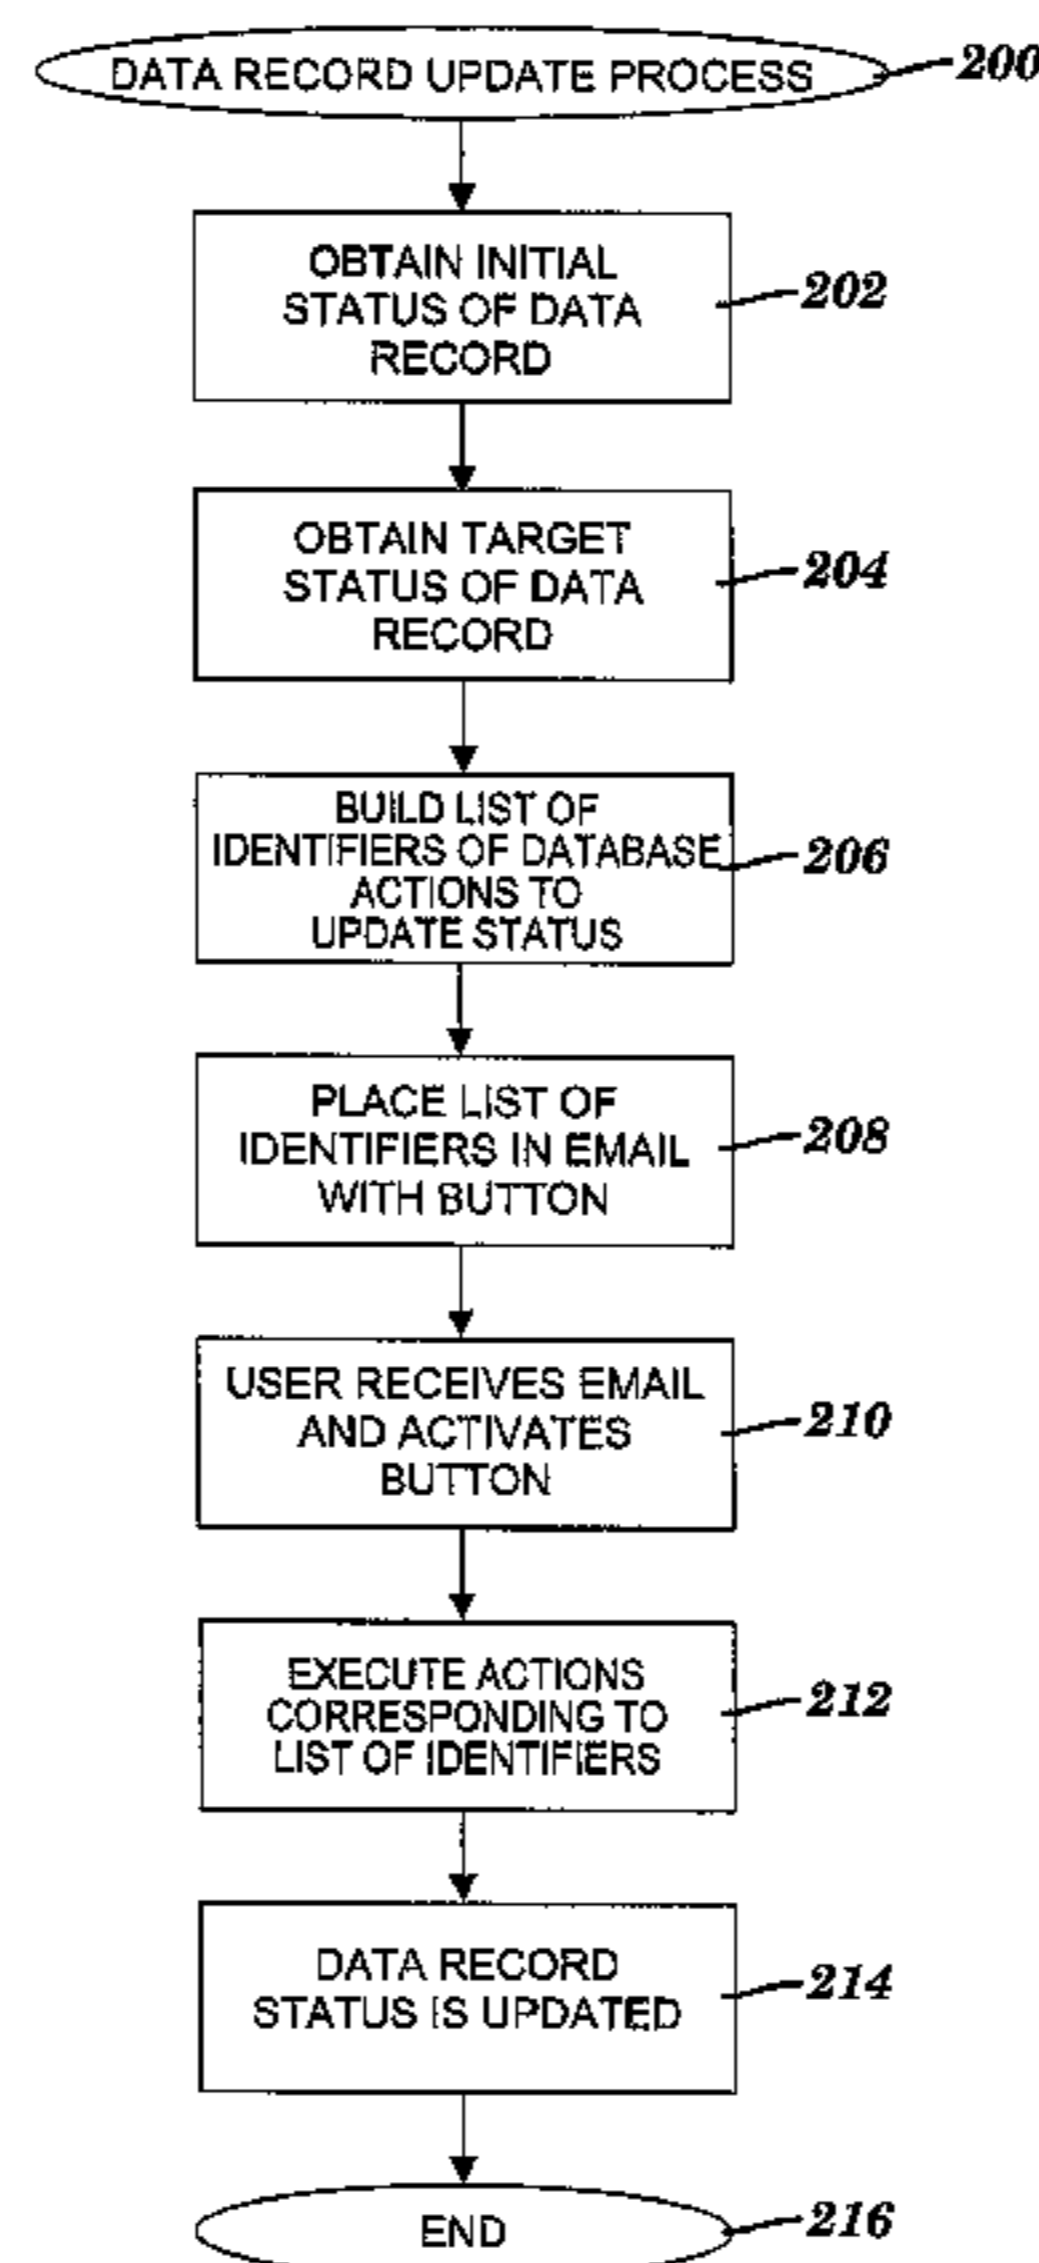 DATA RECORD UPDATE PROCESS 200
OBTAIN INITIAL
STATUS OF DATA
RECORD
202
OBTAIN TARGET
STATUS OF DATA
RECORD
204
BUILD LIST OF
IDENTIFIERS OF DATABASE
ACTIONS TO
UPDATE STATUS
206
PLACE LIST OF
IDENTIFIERS IN EMAIL
WITH BUTTON
208
USER RECEIVES EMAIL
AND ACTIVATES
BUTTON
210
EXECUTE ACTIONS
CORRESPONDING TO
LIST OF IDENTIFIERS
212
DATA RECORD
STATUS IS UPDATED
214
END
216